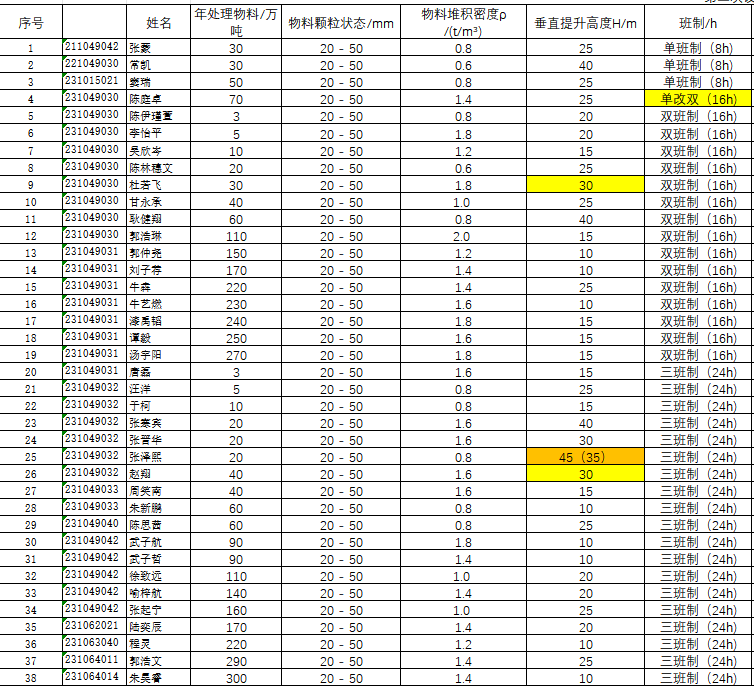 序号 姓名 年处理物料/万吨 物料颗粒状态/mm 物料堆积密度ρ/(t/m³) 垂直提升高度H/m 班制/h
1 211049042 张豪 30 20 - 50 0.8 25 单班制（8h）
2 221049030 常凯 30 20 - 50 0.6 40 单班制（8h）
3 231015021 窦瑞 50 20 - 50 0.8 25 单班制（8h）
4 231049030 陈庭卓 70 20 - 50 1.4 25 单改双（16h）
5 231049030 陈伊瑾萱 3 20 - 50 0.8 20 双班制（16h）
6 231049030 李怡平 5 20 - 50 1.8 20 双班制（16h）
7 231049030 吴欣岑 10 20 - 50 1.2 15 双班制（16h）
8 231049030 陈林穗文 20 20 - 50 0.6 25 双班制（16h）
9 231049030 杜若飞 30 20 - 50 1.8 30 双班制（16h）
10 231049030 甘永承 40 20 - 50 1.0 25 双班制（16h）
11 231049030 耿健翔 60 20 - 50 0.8 40 双班制（16h）
12 231049030 郭浩琳 110 20 - 50 2.0 15 双班制（16h）
13 231049031 郭仲尧 150 20 - 50 1.2 10 双班制（16h）
14 231049031 刘子荐 170 20 - 50 1.4 10 双班制（16h）
15 231049031 牛犇 220 20 - 50 1.4 25 双班制（16h）
16 231049031 牛艺燃 230 20 - 50 1.6 10 双班制（16h）
17 231049031 漆禹韬 240 20 - 50 1.8 15 双班制（16h）
18 231049031 谭毅 250 20 - 50 1.6 15 双班制（16h）
19 231049031 汤宇阳 270 20 - 50 1.8 15 双班制（16h）
20 231049031 唐磊 3 20 - 50 1.6 15 三班制（24h）
21 231049032 汪洋 5 20 - 50 0.8 25 三班制（24h）
22 231049032 于柯 10 20 - 50 0.8 15 三班制（24h）
23 231049032 张骞宾 20 20 - 50 1.6 40 三班制（24h）
24 231049032 张晋华 20 20 - 50 1.6 30 三班制（24h）
25 231049032 张泽熙 20 20 - 50 0.8 45（35） 三班制（24h）
26 231049032 赵翔 40 20 - 50 1.6 30 三班制（24h）
27 231049033 周笑南 40 20 - 50 1.6 15 三班制（24h）
28 231049033 朱新鹏 60 20 - 50 0.8 10 三班制（24h）
29 231049040 陈思茜 60 20 - 50 0.8 25 三班制（24h）
30 231049042 武子航 90 20 - 50 1.8 10 三班制（24h）
31 231049042 武子哲 90 20 - 50 1.4 10 三班制（24h）
32 231049042 徐致远 110 20 - 50 1.0 20 三班制（24h）
33 231049042 喻梓航 140 20 - 50 1.4 20 三班制（24h）
34 231049042 张起宁 160 20 - 50 1.0 25 三班制（24h）
35 231062021 陆奕辰 170 20 - 50 1.4 20 三班制（24h）
36 231063040 程灵 220 20 - 50 1.2 10 三班制（24h）
37 231064011 郭浩文 290 20 - 50 1.4 25 三班制（24h）
38 231064014 朱昊睿 300 20 - 50 1.4 10 三班制（24h）